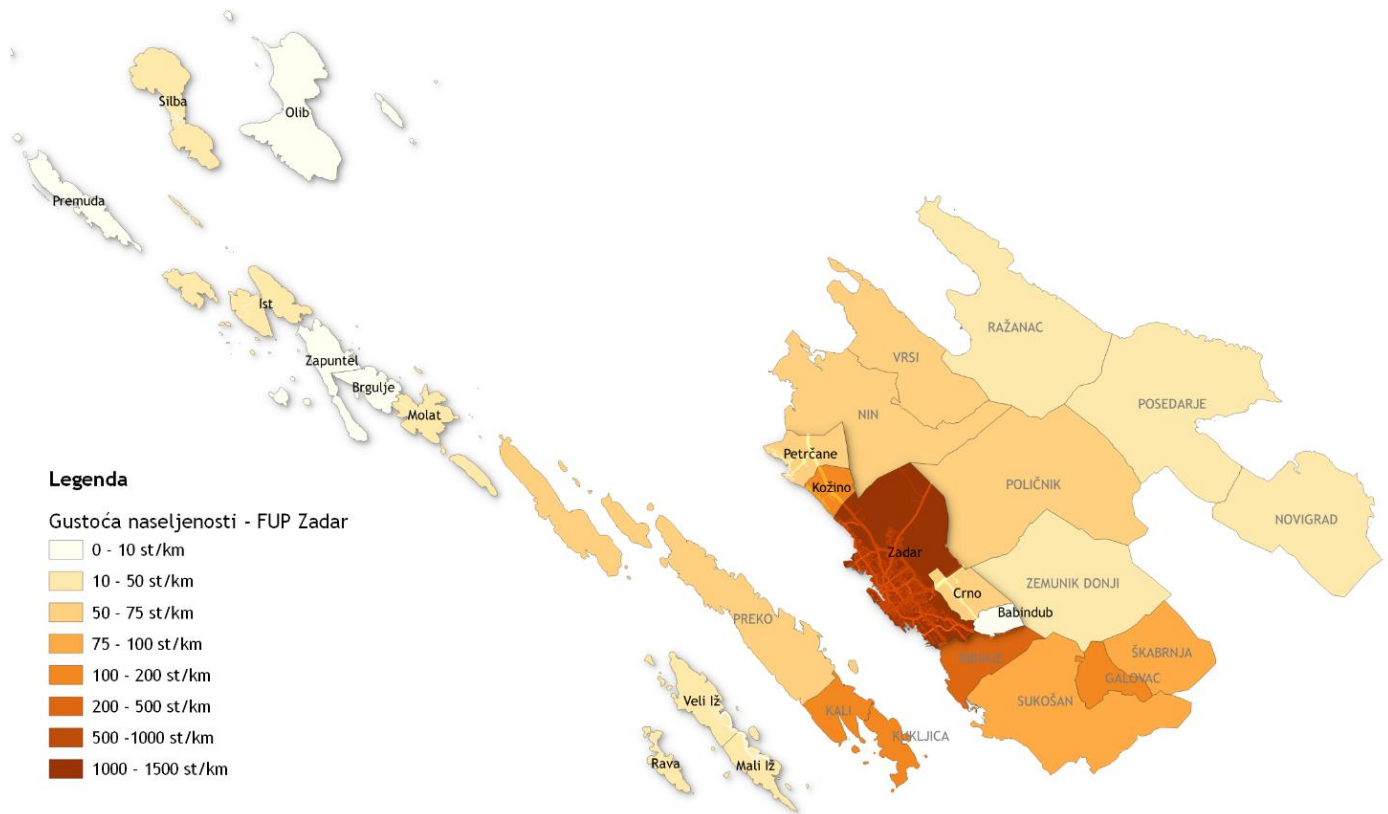 Silba
Olib
Premuda
Ist
Zapuntel
Brgulje
Molat
RAŽANAC
VRSI
POSEDARJE
NIN
Petrčane
Kožino
POLIČNIK
NOVIGRAD
Zadar
ZEMUNIK DONJI
Crno
Babindub
PREKO
BIBINJE
ŠKABRNJA
GALOVAC
SUKOŠAN
Veli Iž
KALI
KUKLJICA
Rava
Mali Iž
Legenda
Gustoća naseljenosti - FUP Zadar
0 - 10 st/km
10 - 50 st/km
50 - 75 st/km
75 - 100 st/km
100 - 200 st/km
200 - 500 st/km
500 -1000 st/km
1000 - 1500 st/km